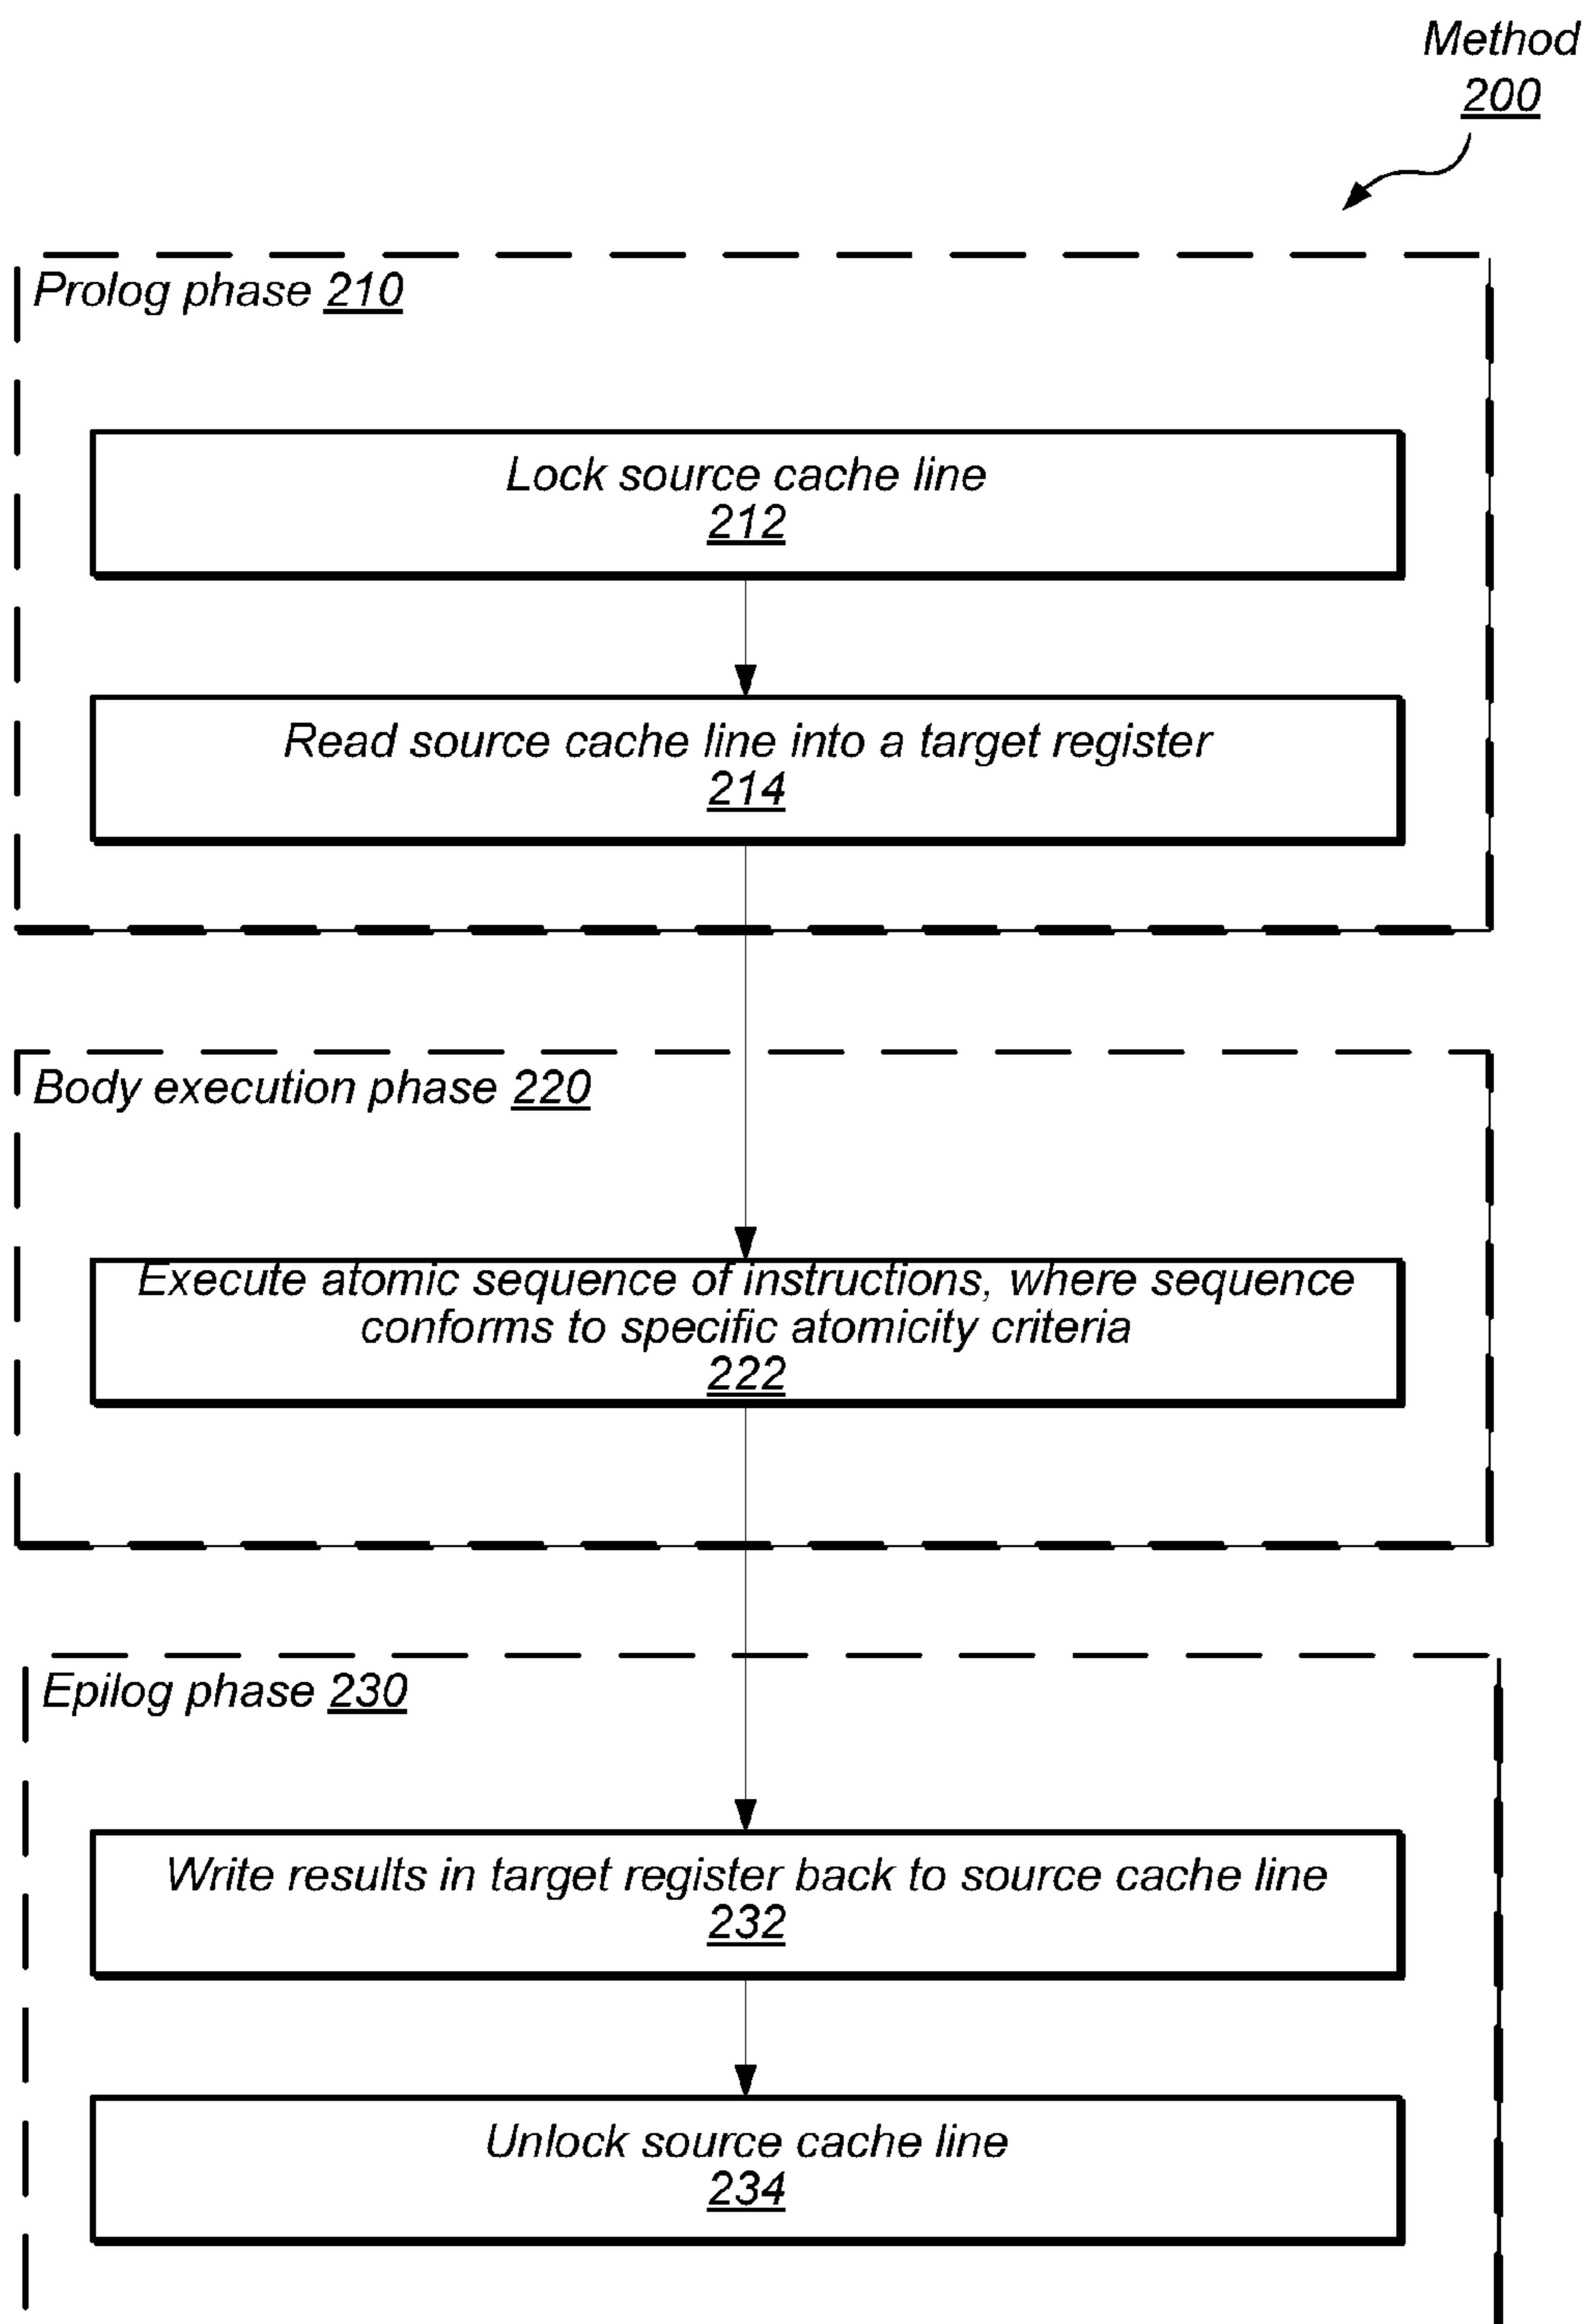 Method
200
Prolog phase 210
Lock source cache line
212
Read source cache line into a target register
214
Body execution phase 220
Execute atomic sequence of instructions, where sequence
conforms to specific atomicity criteria
222
Epilog phase 230
Write results in target register back to source cache line
232
Unlock source cache line
234